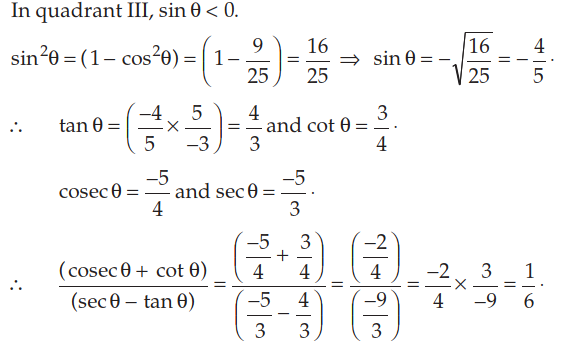 In quadrant III, sin θ < 0.
sin²θ = (1 – cos²θ) = (1 – 9/25) = 16/25 ⇒ sin θ = –√(16/25) = –4/5.
∴ tan θ = (–4/5 × 5/–3) = 4/3 and cot θ = 3/4.
cosec θ = –5/4 and sec θ = –5/3.
∴ (cosec θ + cot θ)/(sec θ – tan θ) = (–5/4 + 3/4)/(–5/3 – 4/3) = (–2/4)/(–9/3) = –2/4 × 3/–9 = 1/6.